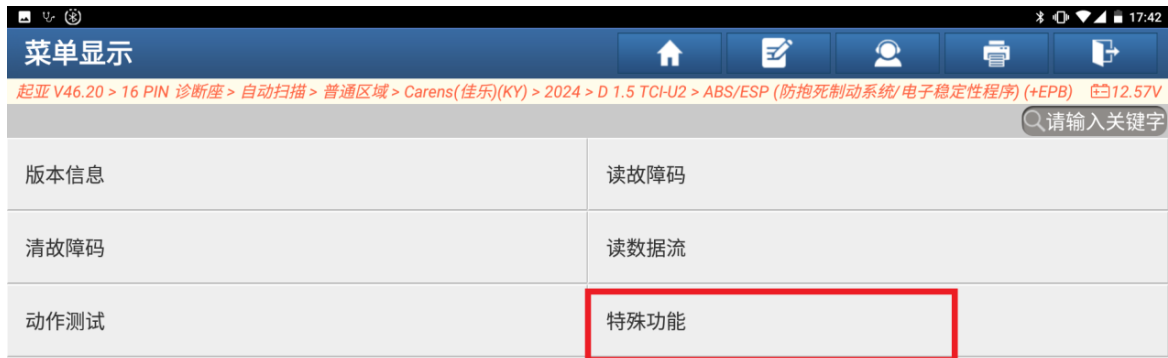 17:42
菜单显示
起亚 V46.20 > 16 PIN 诊断座 > 自动扫描 > 普通区域 > Carens(佳乐)(KY) > 2024 > D 1.5 TCI-U2 > ABS/ESP (防抱死制动系统/电子稳定性程序) (+EPB) 12.57V
请输入关键字
版本信息 读故障码
清故障码 读数据流
动作测试 特殊功能